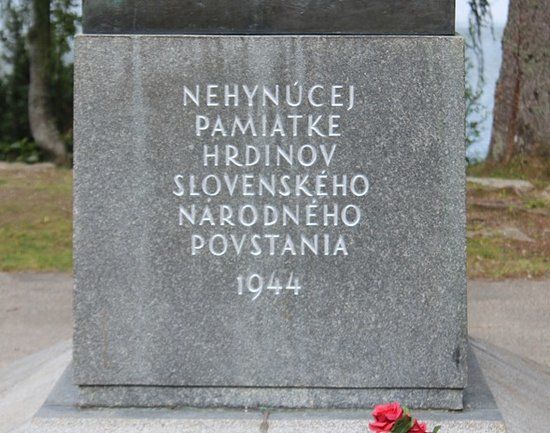 NEHYNÚCEJ
PAMIATKE
HRDINOV
SLOVENSKÉHO
NÁRODNÉHO
POVSTANIA
1944